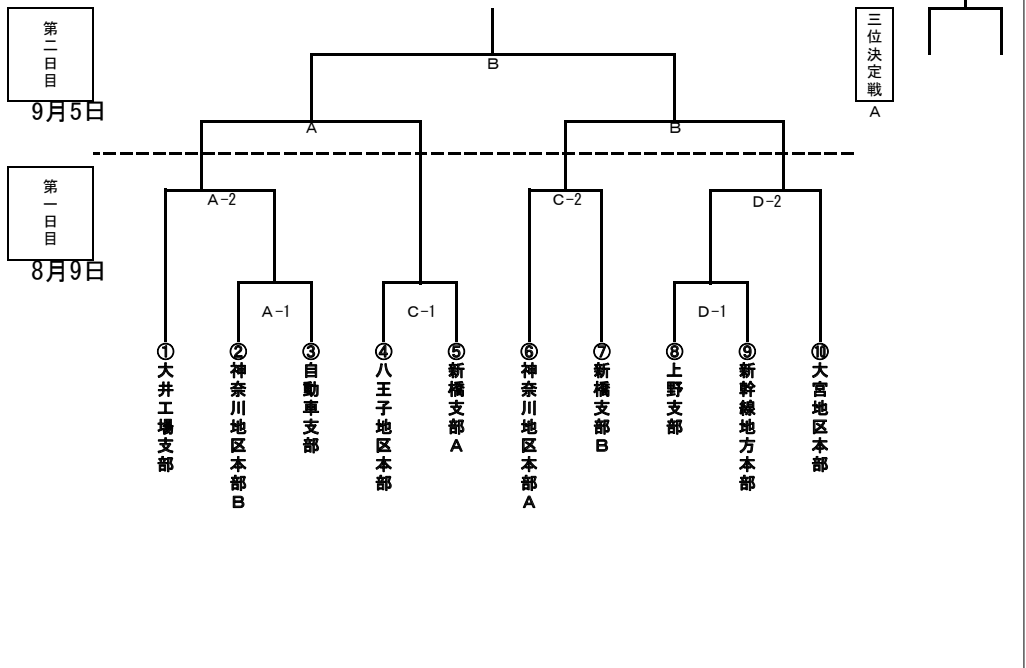 第二日目
9月5日
三位決定戦
A
B
A
B
第一日目
8月9日
A-2
C-2
D-2
A-1
C-1
D-1
①大井工場支部
②神奈川地区本部B
③自動車支部
④八王子地区本部
⑤新橋支部A
⑥神奈川地区本部A
⑦新橋支部B
⑧上野支部
⑨新幹線地方本部
⑩大宮地区本部